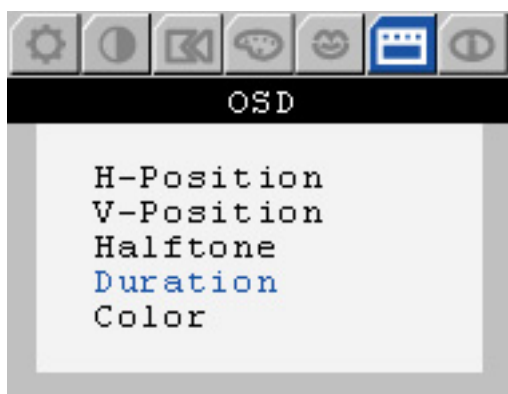 OSD
H-Position
V-Position
Halftone
Duration
Color